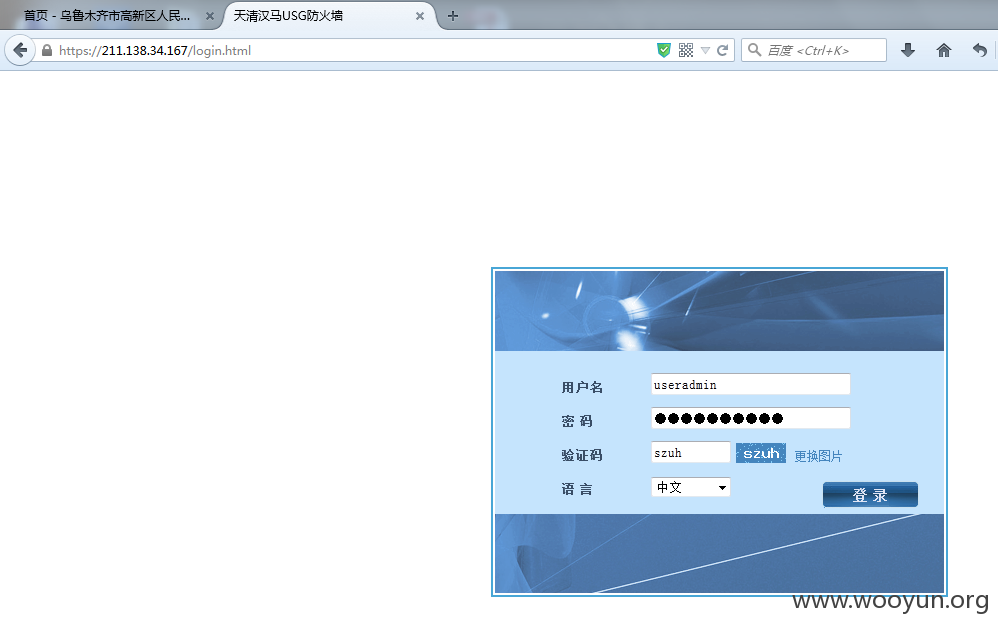 首页 - 乌鲁木齐市高新区人民...
天清汉马USG防火墙
https://211.138.34.167/login.html
百度 <Ctrl+K>
用户名 useradmin
密 码 ●●●●●●●●●●
验证码 szuh szuh 更换图片
语 言 中文
登 录
www.wooyun.org